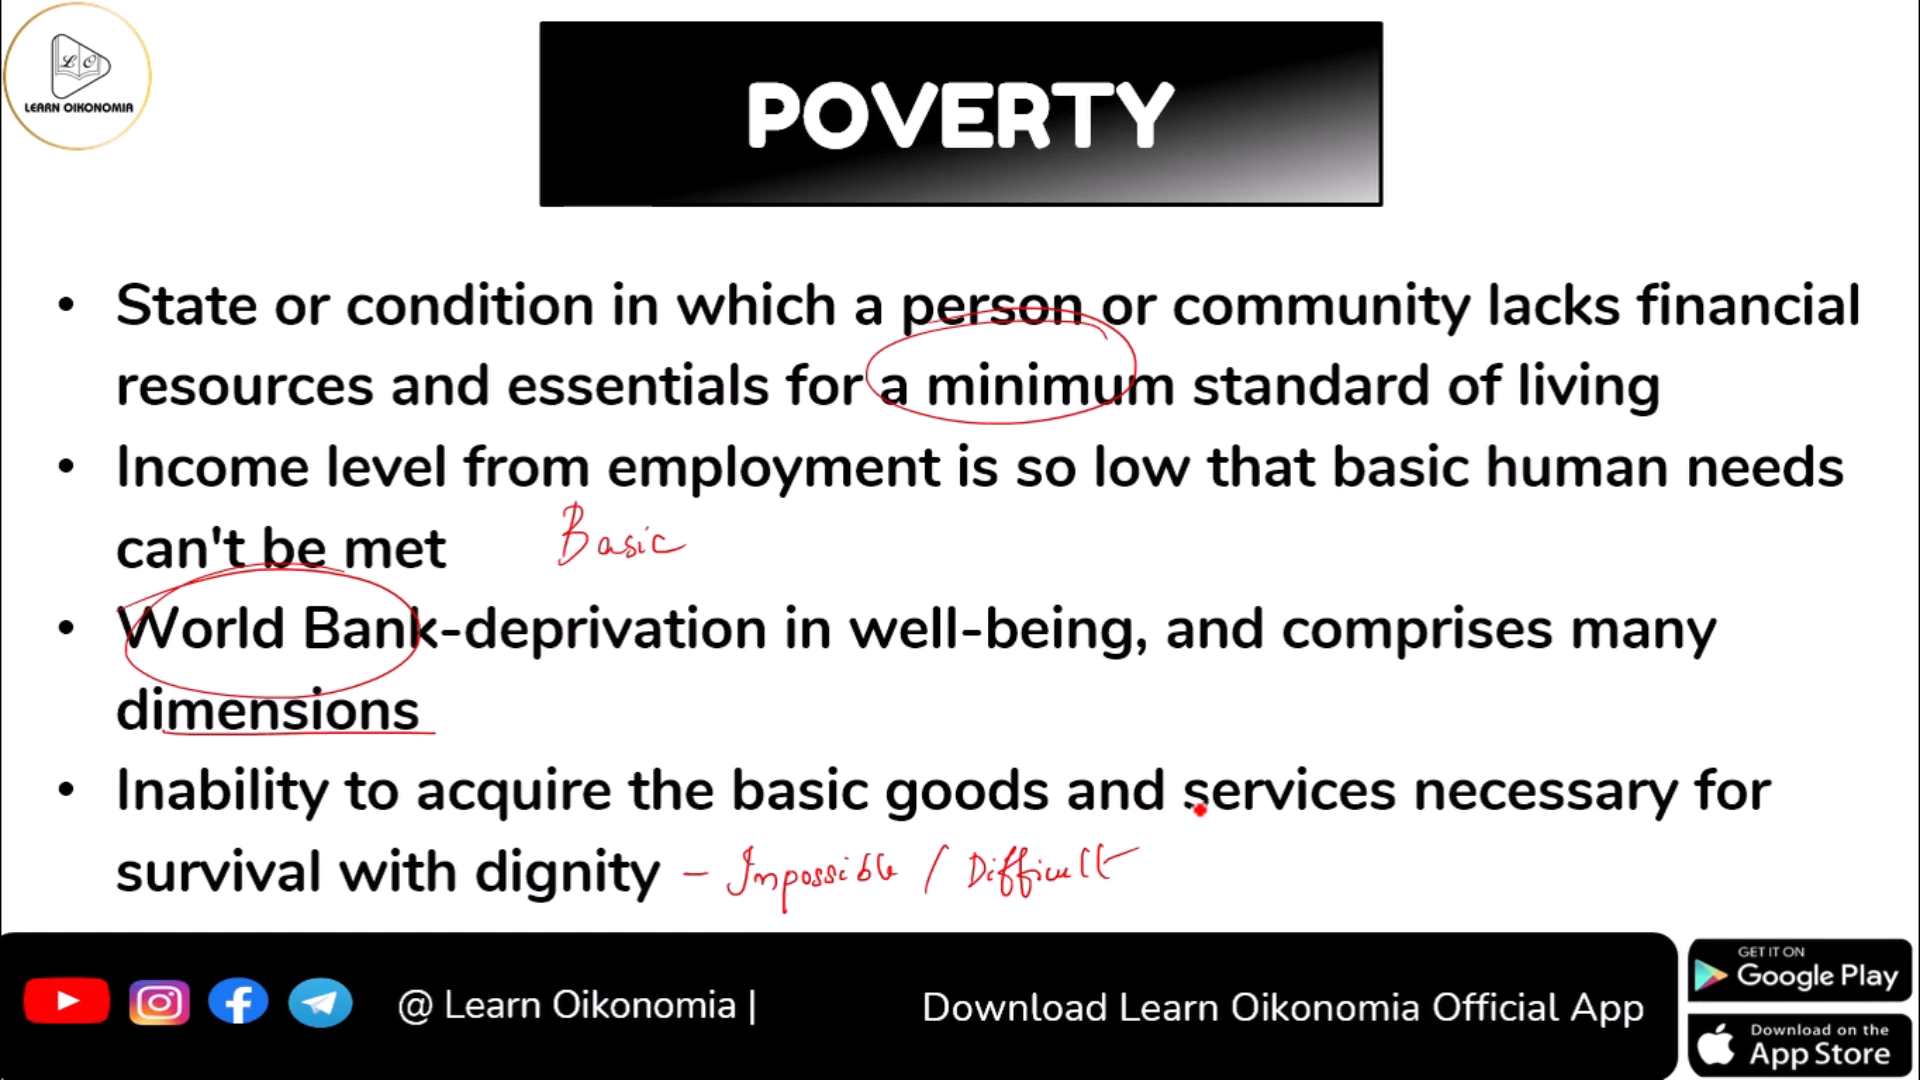 LO
LEARN OIKONOMIA
POVERTY
• State or condition in which a person or community lacks financial
resources and essentials for a minimum standard of living
• Income level from employment is so low that basic human needs
can't be met Basic
• World Bank-deprivation in well-being, and comprises many
dimensions
• Inability to acquire the basic goods and services necessary for
survival with dignity - Impossible / Difficult
@ Learn Oikonomia | Download Learn Oikonomia Official App
GET IT ON
Google Play
Download on the
App Store